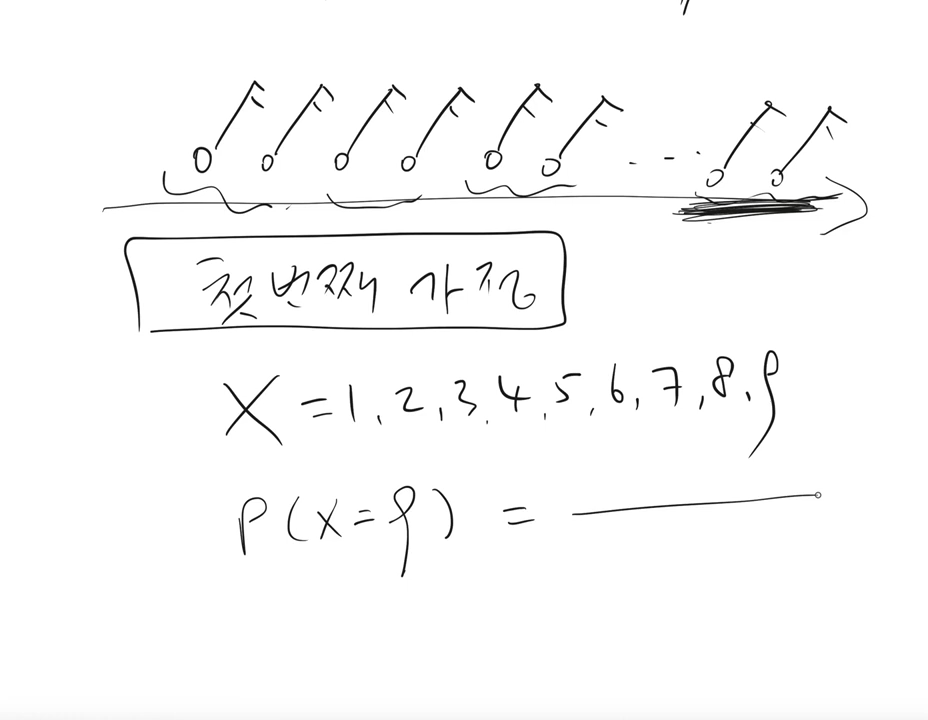 첫번째 가정
X = 1, 2, 3, 4, 5, 6, 7, 8, 9
P(X=9) =